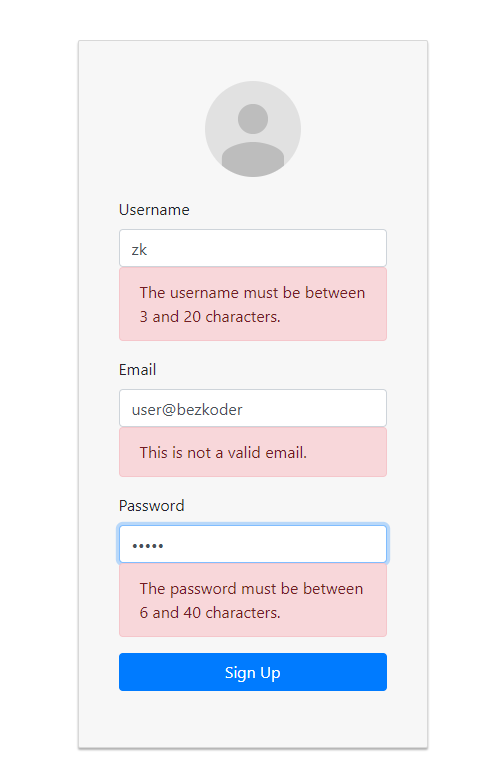 Username
zk
The username must be between
3 and 20 characters.
Email
user@bezkoder
This is not a valid email.
Password
•••••
The password must be between
6 and 40 characters.
Sign Up